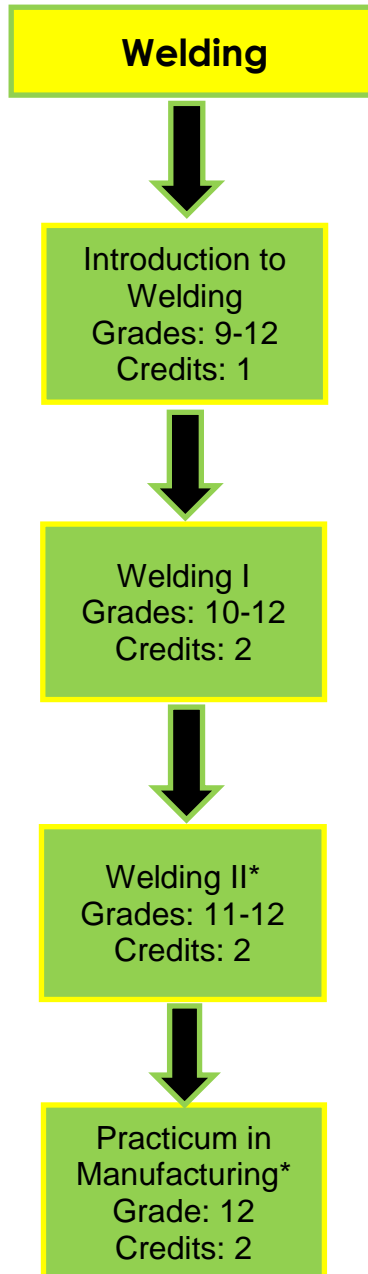 Welding
Introduction to
Welding
Grades: 9-12
Credits: 1
Welding I
Grades: 10-12
Credits: 2
Welding II*
Grades: 11-12
Credits: 2
Practicum in
Manufacturing*
Grade: 12
Credits: 2